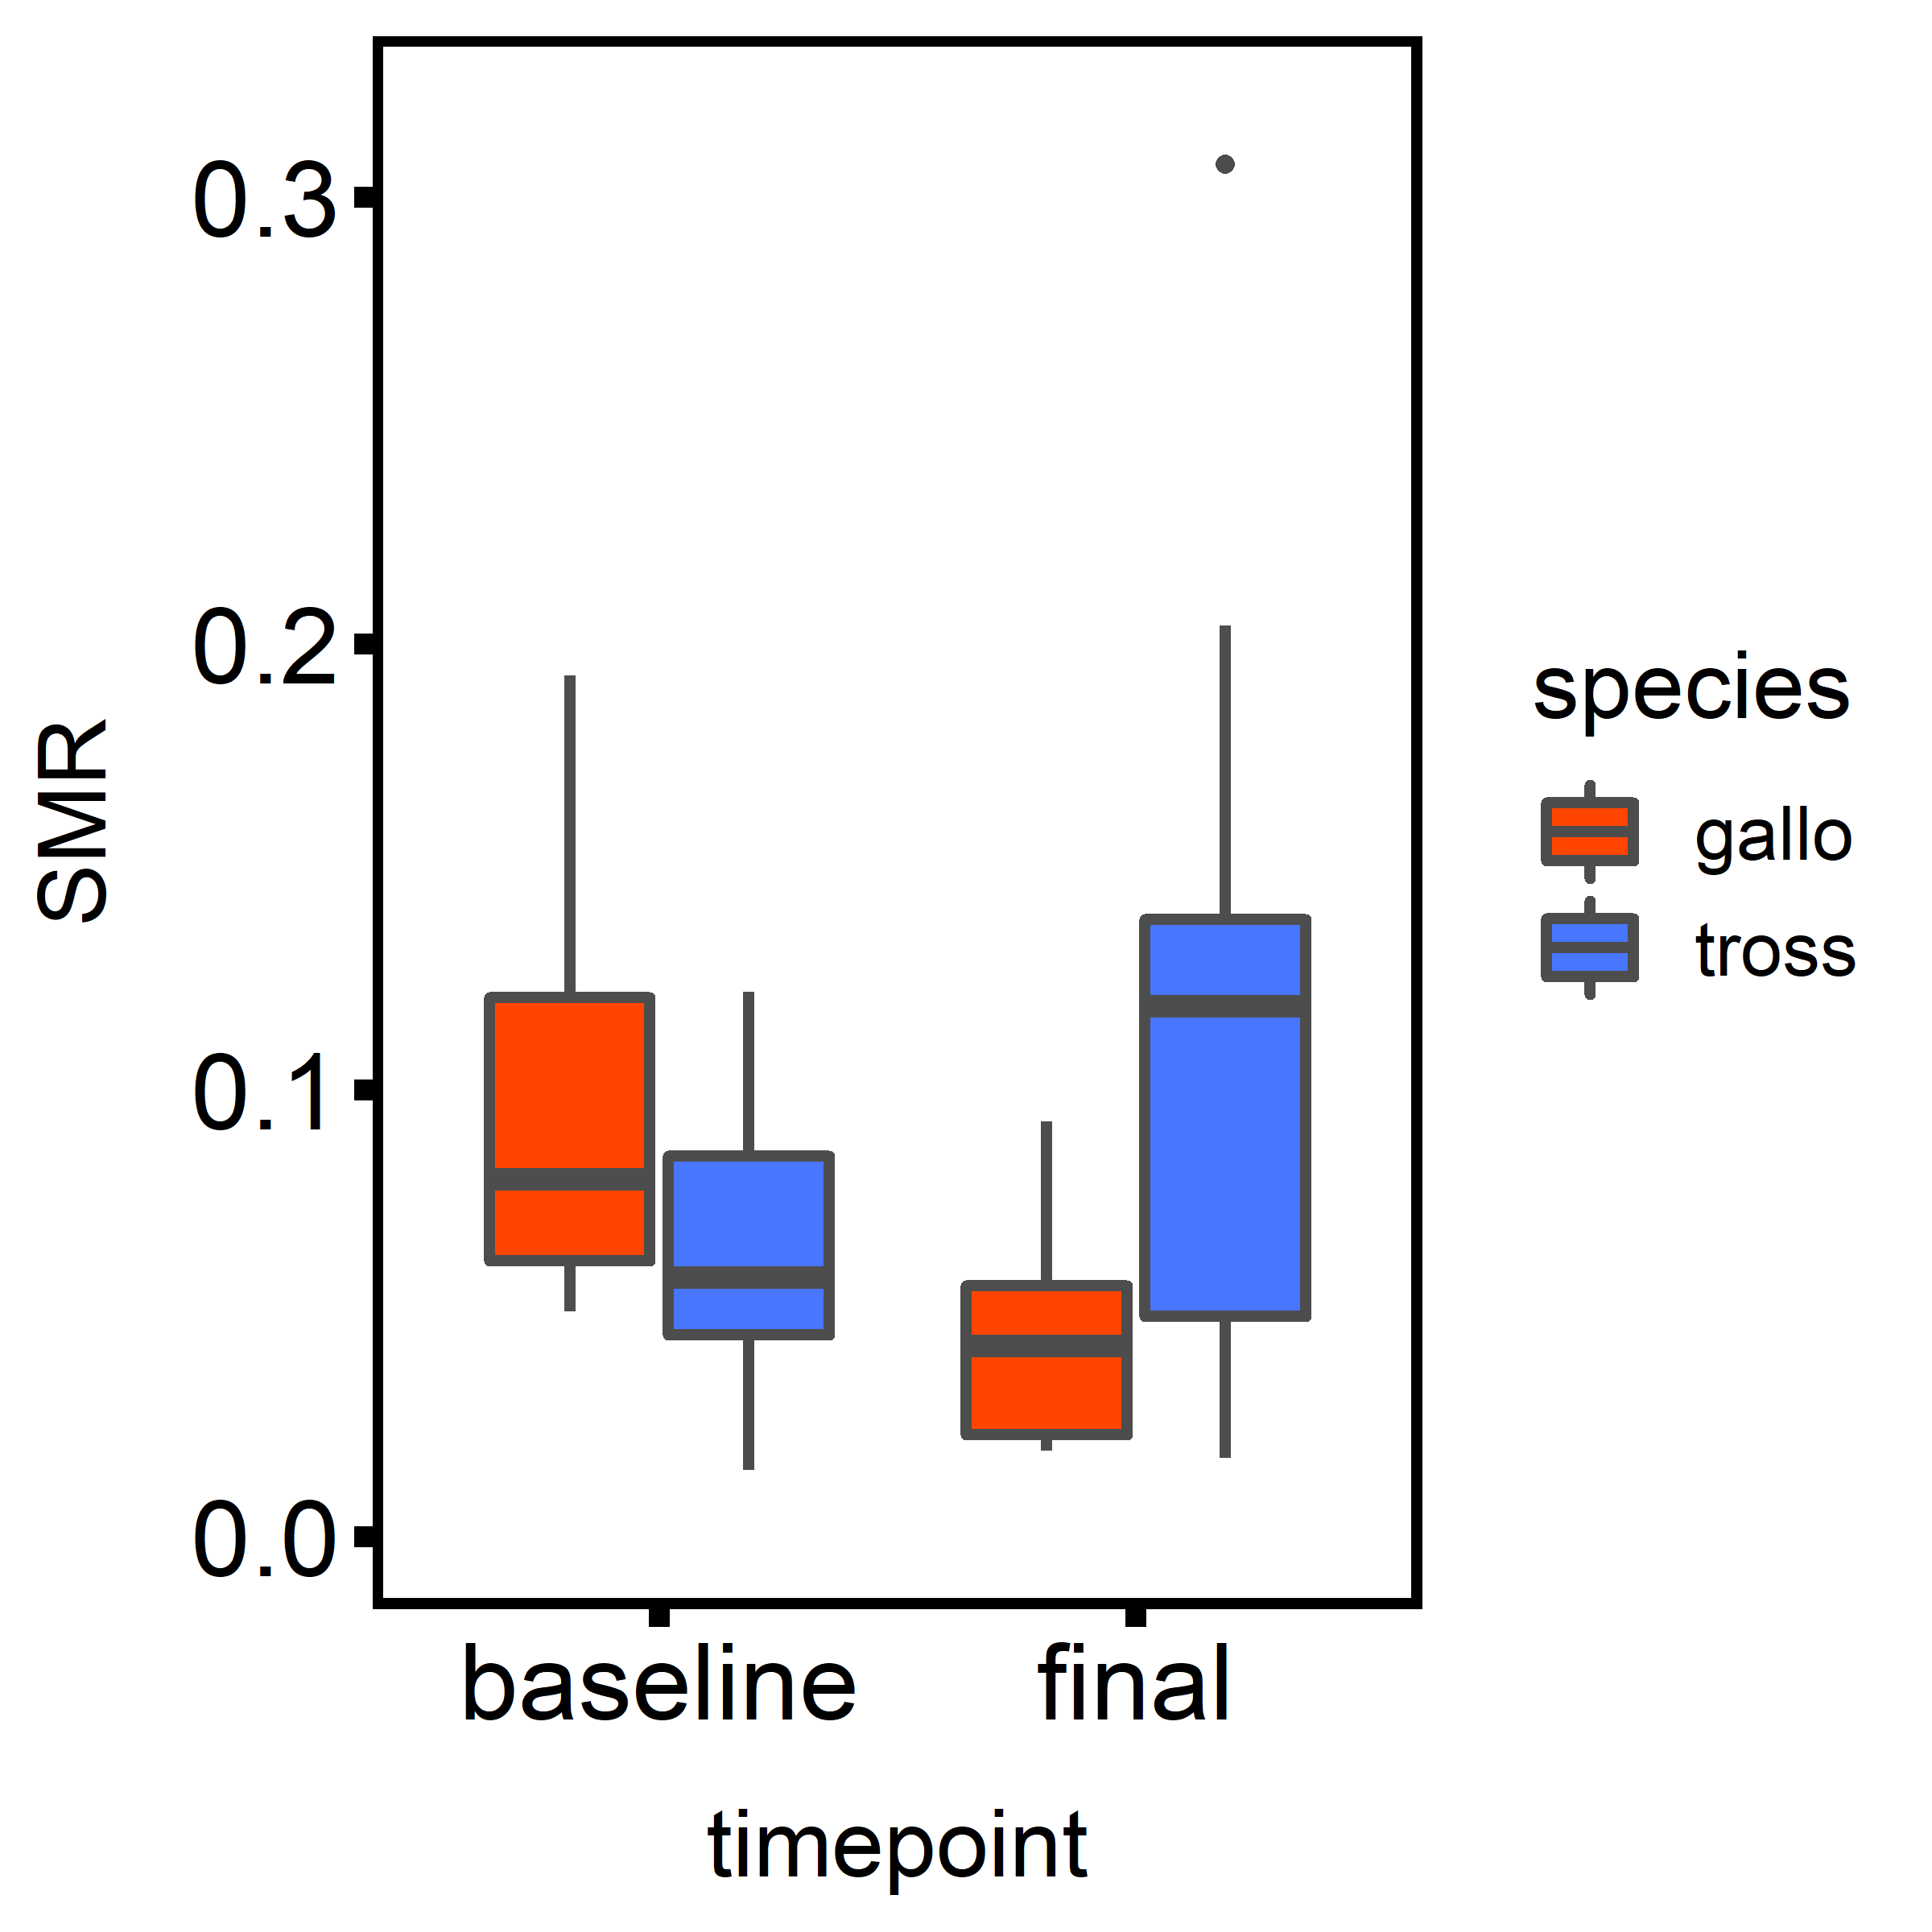 SMR
0.3
0.2
0.1
0.0
baseline final
timepoint
species
gallo
tross